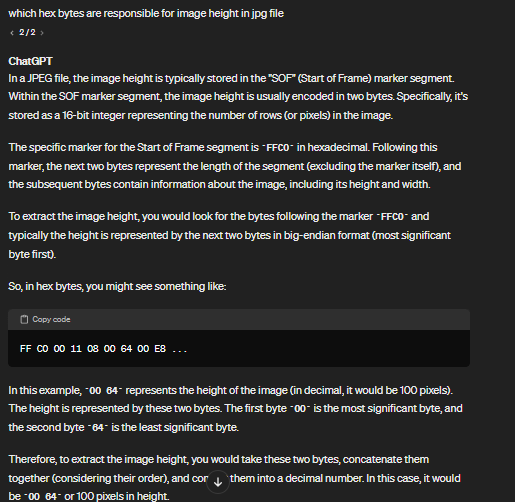 which hex bytes are responsible for image height in jpg file
< 2/2 >
ChatGPT
In a JPEG file, the image height is typically stored in the "SOF" (Start of Frame) marker segment.
Within the SOF marker segment, the image height is usually encoded in two bytes. Specifically, it's
stored as a 16-bit integer representing the number of rows (or pixels) in the image.
The specific marker for the Start of Frame segment is `FFC0` in hexadecimal. Following this
marker, the next two bytes represent the length of the segment (excluding the marker itself), and
the subsequent bytes contain information about the image, including its height and width.
To extract the image height, you would look for the bytes following the marker `FFC0` and
typically the height is represented by the next two bytes in big-endian format (most significant
byte first).
So, in hex bytes, you might see something like:
Copy code
FF C0 00 11 08 00 64 00 E8 ...
In this example, `00 64` represents the height of the image (in decimal, it would be 100 pixels).
The height is represented by these two bytes. The first byte `00` is the most significant byte, and
the second byte `64` is the least significant byte.
Therefore, to extract the image height, you would take these two bytes, concatenate them
together (considering their order), and cor them into a decimal number. In this case, it would
be `00 64` or 100 pixels in height.